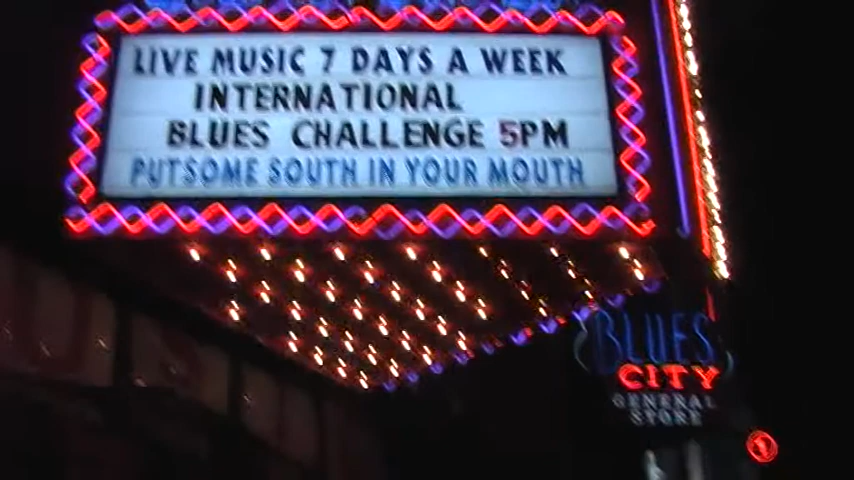 LIVE MUSIC 7 DAYS A WEEK
INTERNATIONAL
BLUES CHALLENGE 5PM
PUTSOME SOUTH IN YOUR MOUTH
BLUES
CITY
GENERAL
STORE